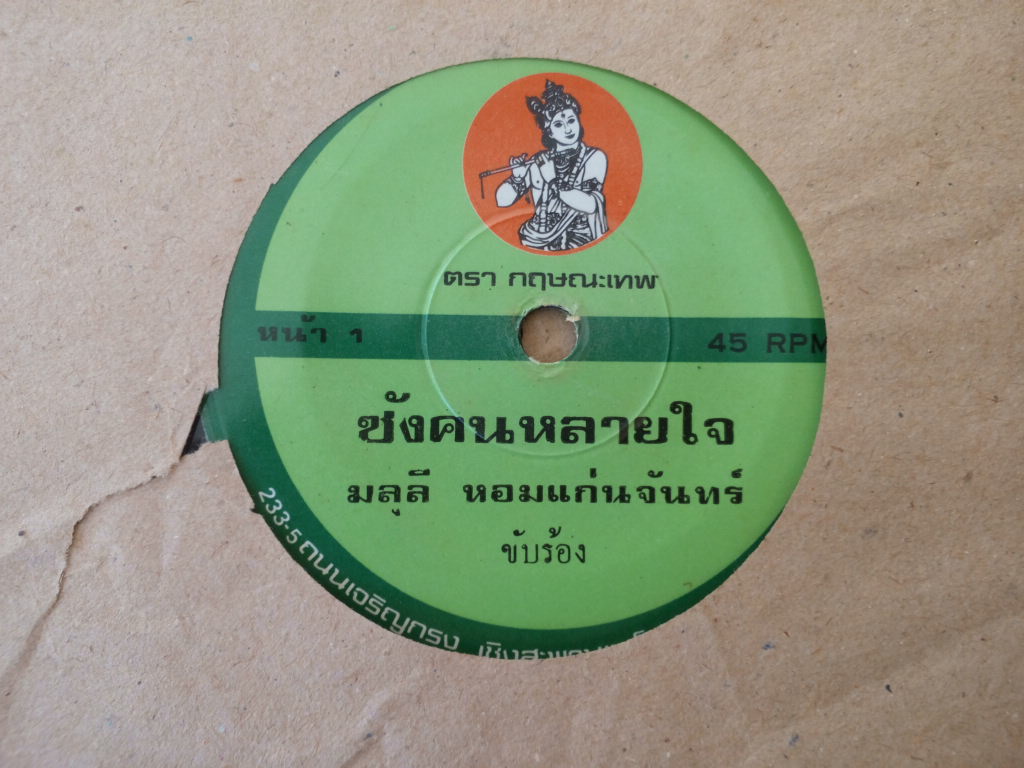 ตรา กฤษณะเทพ
หน้า 1
45 RPM
ซังคนหลายใจ
มลุลี หอมแก่นจันทร์
ขับร้อง
233-5 ถนนเจริญกรุง